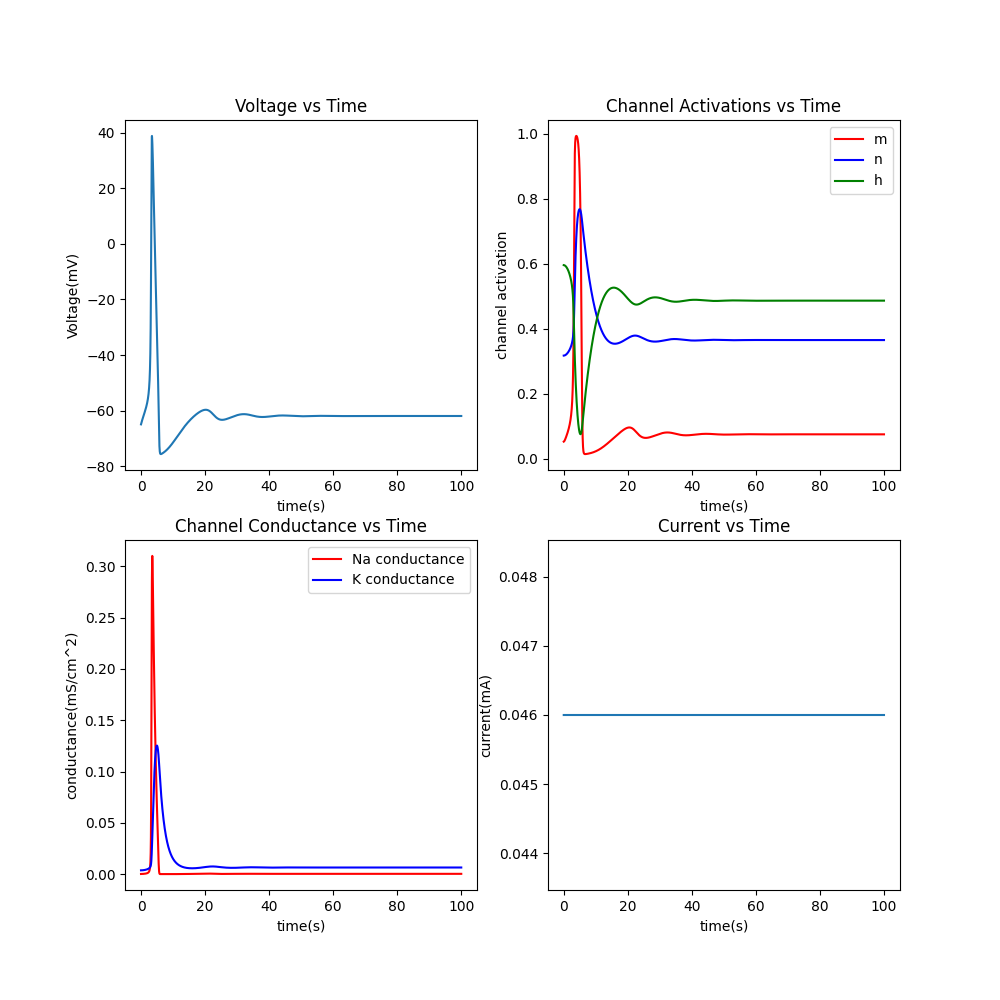 Voltage vs Time
40
20
0
−20
−40
−60
−80
Voltage(mV)
0 20 40 60 80 100
time(s)
Channel Activations vs Time
1.0
0.8
0.6
0.4
0.2
0.0
channel activation
m
n
h
0 20 40 60 80 100
time(s)
Channel Conductance vs Time
0.30
0.25
0.20
0.15
0.10
0.05
0.00
conductance(mS/cm^2)
Na conductance
K conductance
0 20 40 60 80 100
time(s)
Current vs Time
0.048
0.047
0.046
0.045
0.044
current(mA)
0 20 40 60 80 100
time(s)